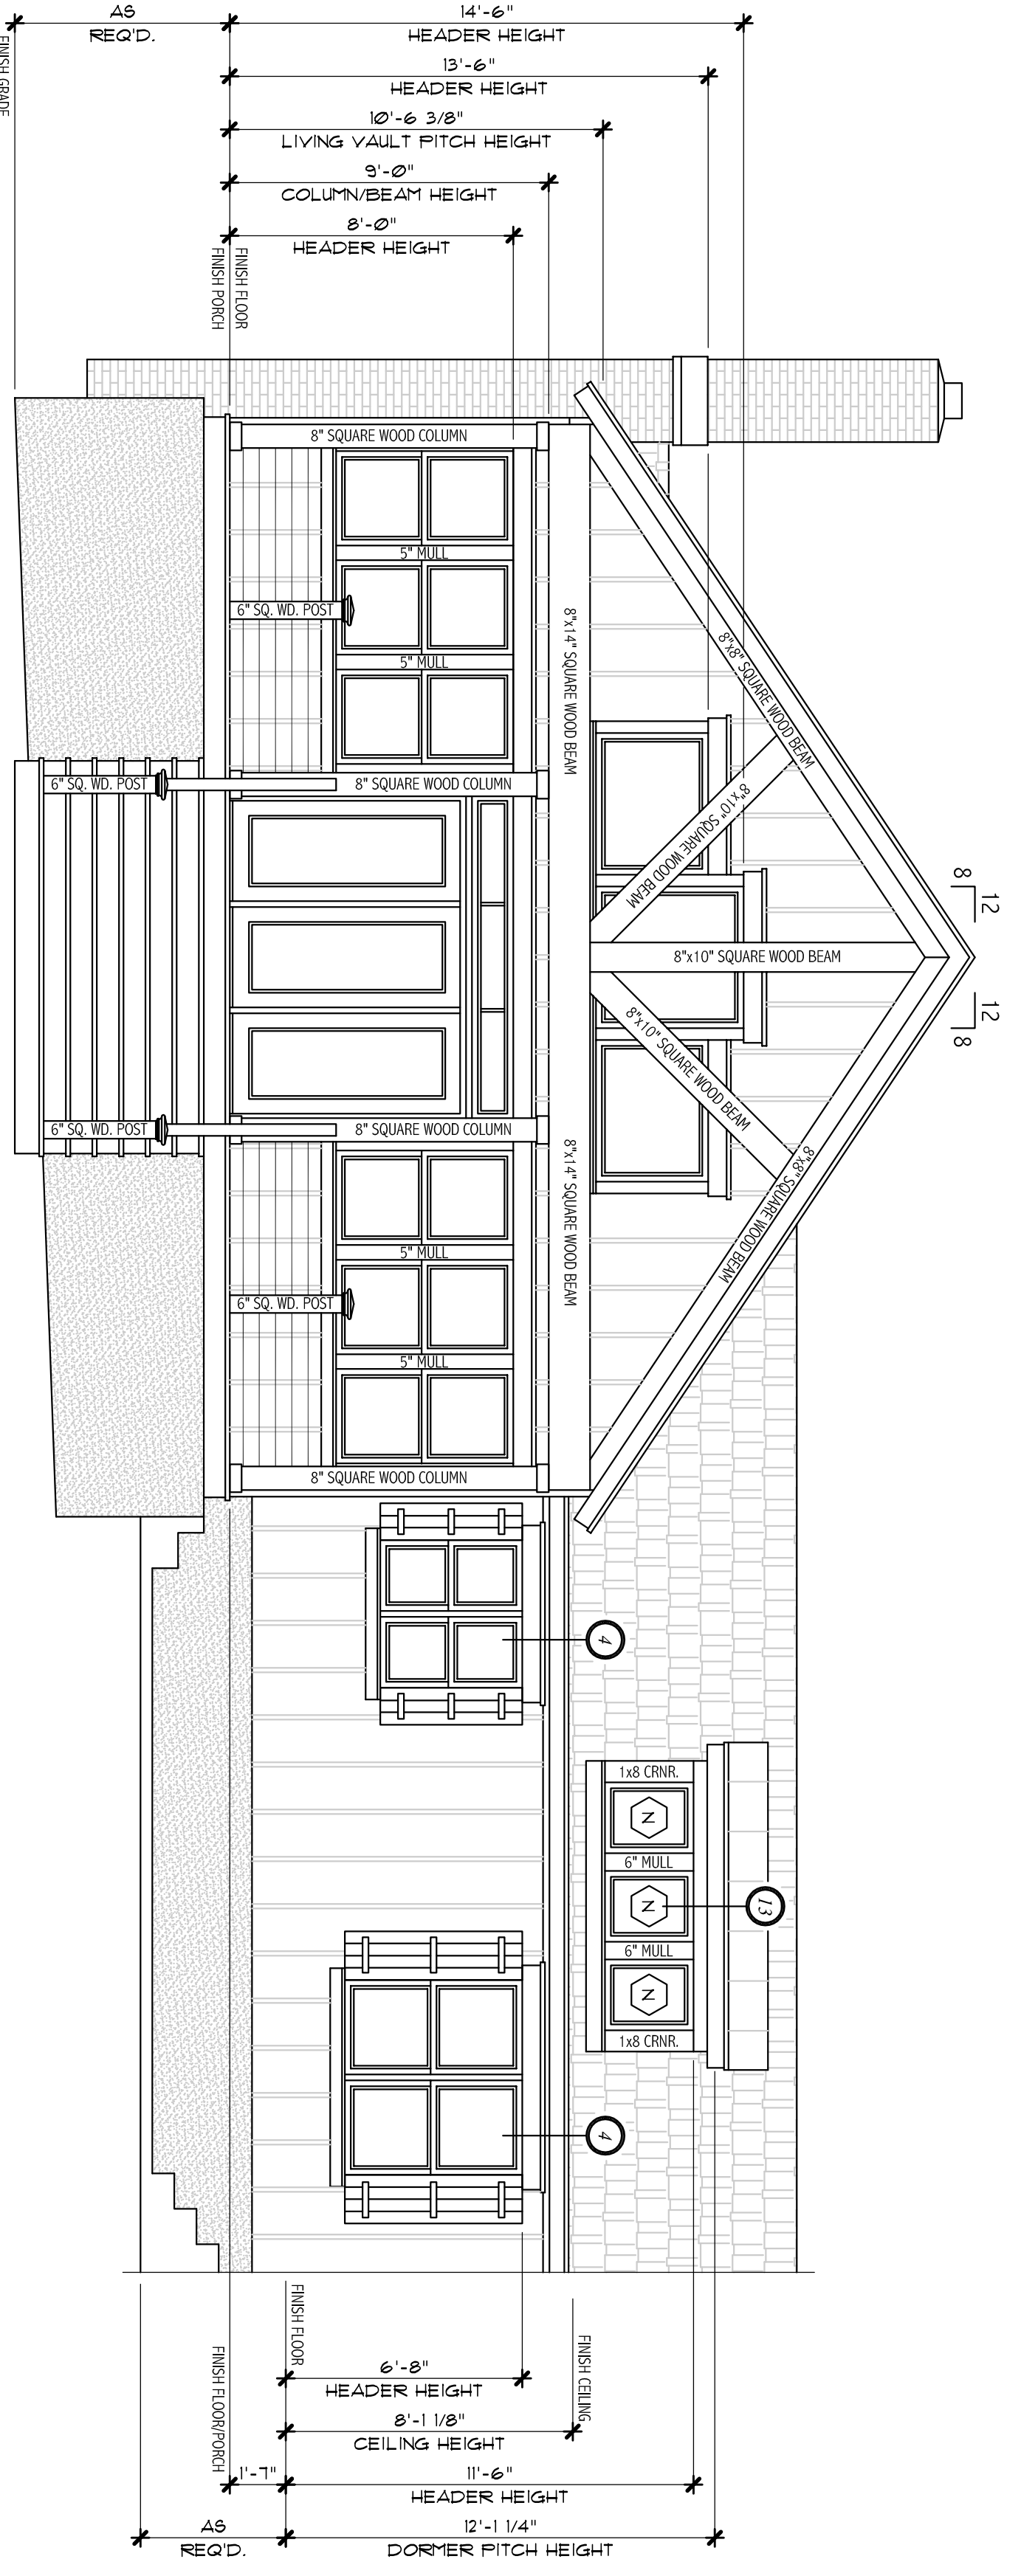 14'-6"
HEADER HEIGHT
AS
REQ'D.
FINISH GRADE
13'-6"
HEADER HEIGHT
10'-6 3/8"
LIVING VAULT PITCH HEIGHT
9'-0"
COLUMN/BEAM HEIGHT
8'-0"
HEADER HEIGHT
FINISH FLOOR
FINISH PORCH
8" SQUARE WOOD COLUMN
5" MULL
6" SQ. WD. POST
5" MULL
8"x14" SQUARE WOOD BEAM
8"x8" SQUARE WOOD BEAM
6" SQ. WD. POST
8" SQUARE WOOD COLUMN
8"x10" SQUARE WOOD BEAM
12
8
8"x10" SQUARE WOOD BEAM
12
8
8"x10" SQUARE WOOD BEAM
6" SQ. WD. POST
8" SQUARE WOOD COLUMN
8"x14" SQUARE WOOD BEAM
8"x8" SQUARE WOOD BEAM
5" MULL
6" SQ. WD. POST
5" MULL
8" SQUARE WOOD COLUMN
4
1x8 CRNR.
N
6" MULL
N
13
6" MULL
N
1x8 CRNR.
4
FINISH FLOOR
FINISH FLOOR/PORCH
FINISH CEILING
6'-8"
HEADER HEIGHT
8'-1 1/8"
CEILING HEIGHT
1'-7"
11'-6"
HEADER HEIGHT
AS
REQ'D.
12'-1 1/4"
DORMER PITCH HEIGHT